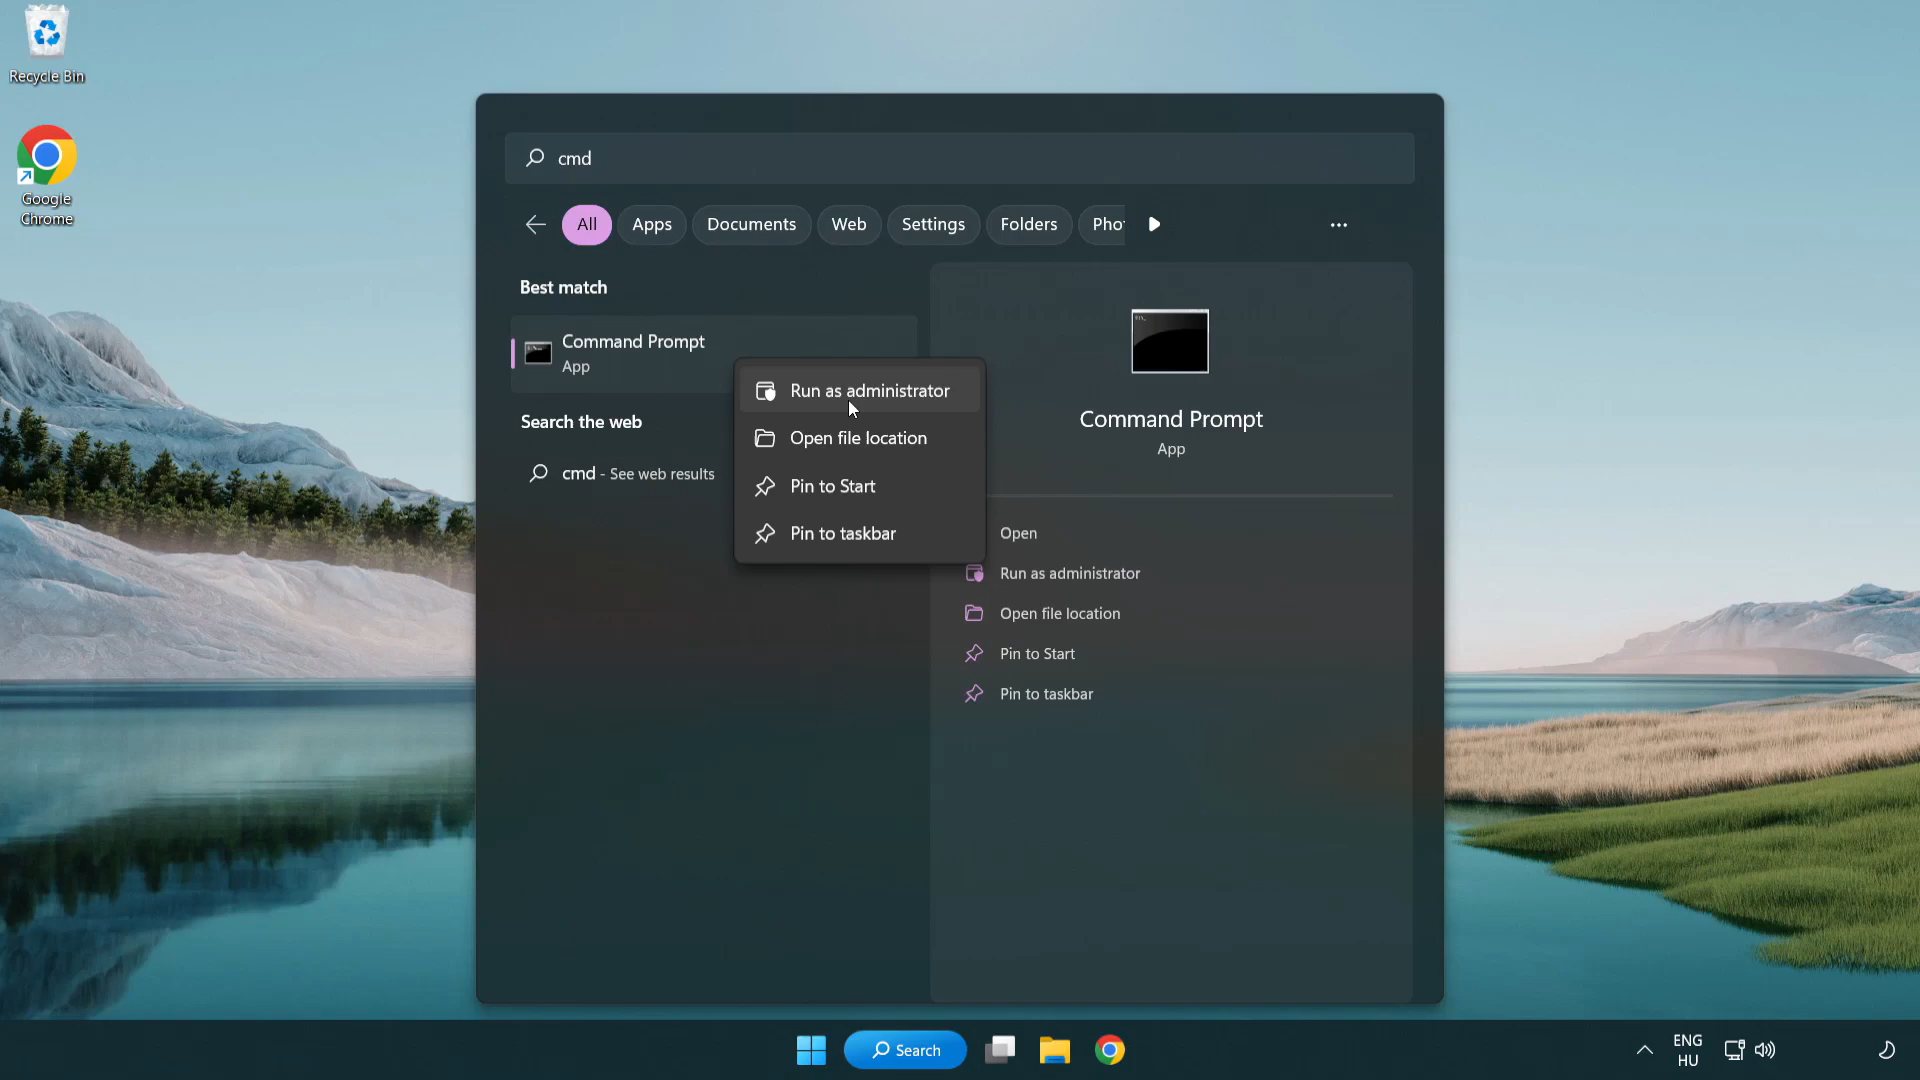 Recycle Bin
Google
Chrome
cmd
All
Apps
Documents
Web
Settings
Folders
Pho
Best match
Command Prompt
App
Search the web
cmd - See web results
Run as administrator
Open file location
Pin to Start
Pin to taskbar
Command Prompt
App
Open
Run as administrator
Open file location
Pin to Start
Pin to taskbar
Search
ENG
HU